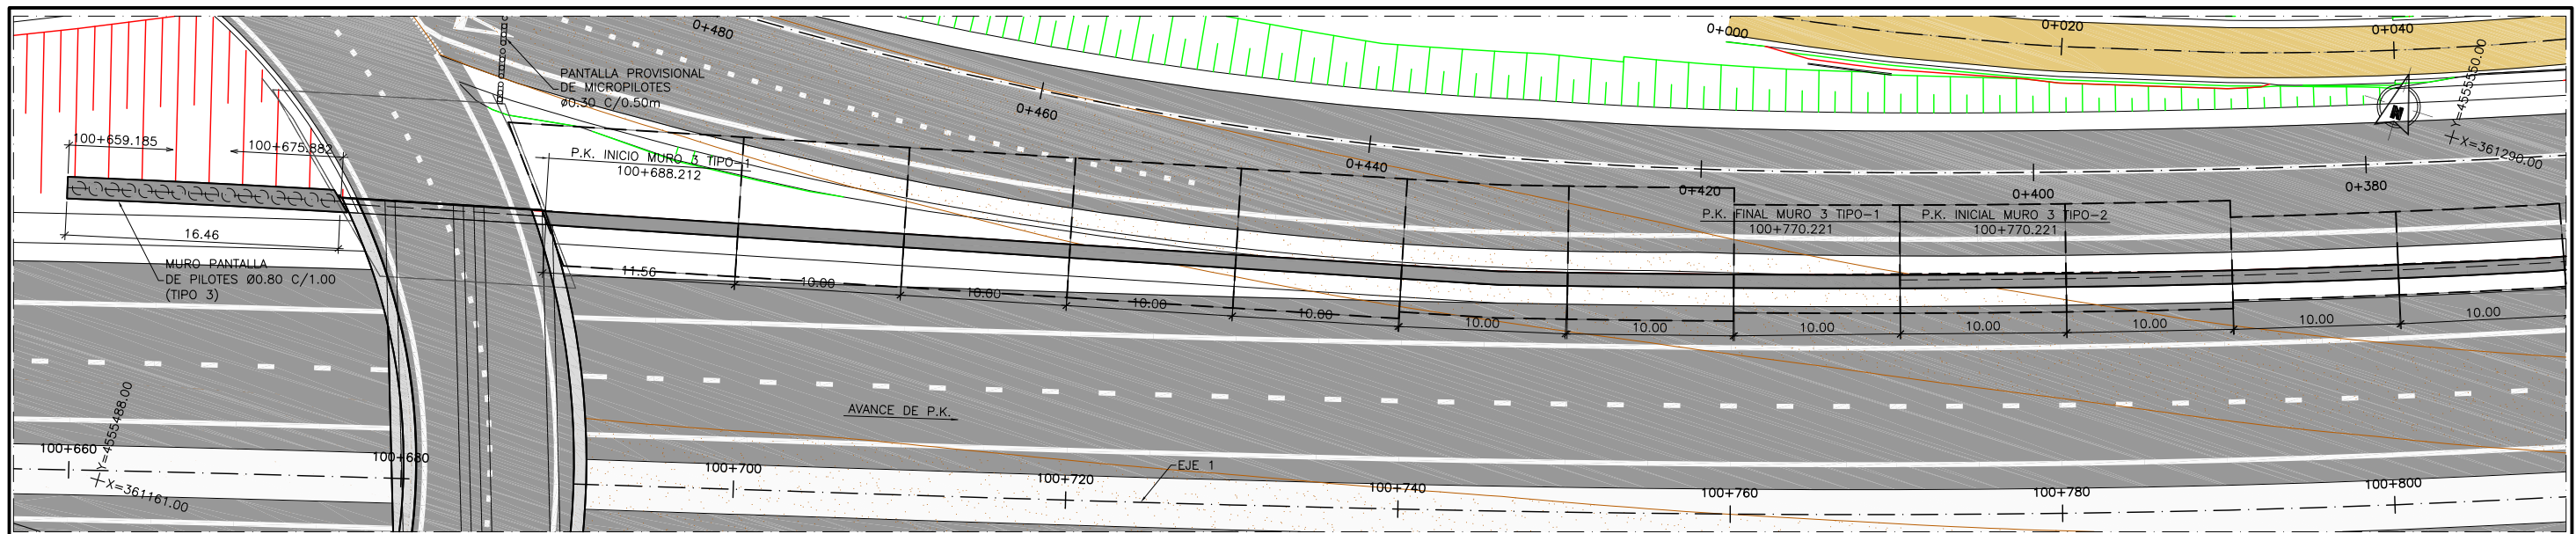 0+480
0+000
0+020
0+040
PANTALLA PROVISIONAL
DE MICROPILOTES
ø0.30 C/0.50m
0+460
Y=4555550.00
X=361290.00
N
100+659.185
100+675.882
P.K. INICIO MURO 3 TIPO-1
100+688.212
0+440
0+420
0+400
0+380
P.K. FINAL MURO 3 TIPO-1
100+770.221
P.K. INICIAL MURO 3 TIPO-2
100+770.221
16.46
MURO PANTALLA
DE PILOTES Ø0.80 C/1.00
(TIPO 3)
11.56
10.00
10.00
10.00
10.00
10.00
10.00
10.00
10.00
10.00
10.00
10.00
AVANCE DE P.K.
Y=4555488.00
X=361161.00
100+660
100+680
100+700
100+720
EJE 1
100+740
100+760
100+780
100+800